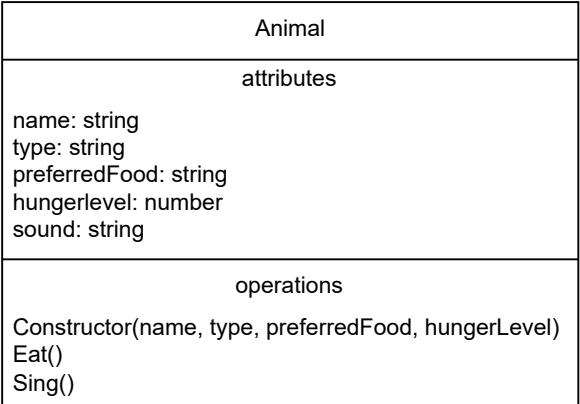 Animal
attributes
name: string
type: string
preferredFood: string
hungerlevel: number
sound: string
operations
Constructor(name, type, preferredFood, hungerLevel)
Eat()
Sing()